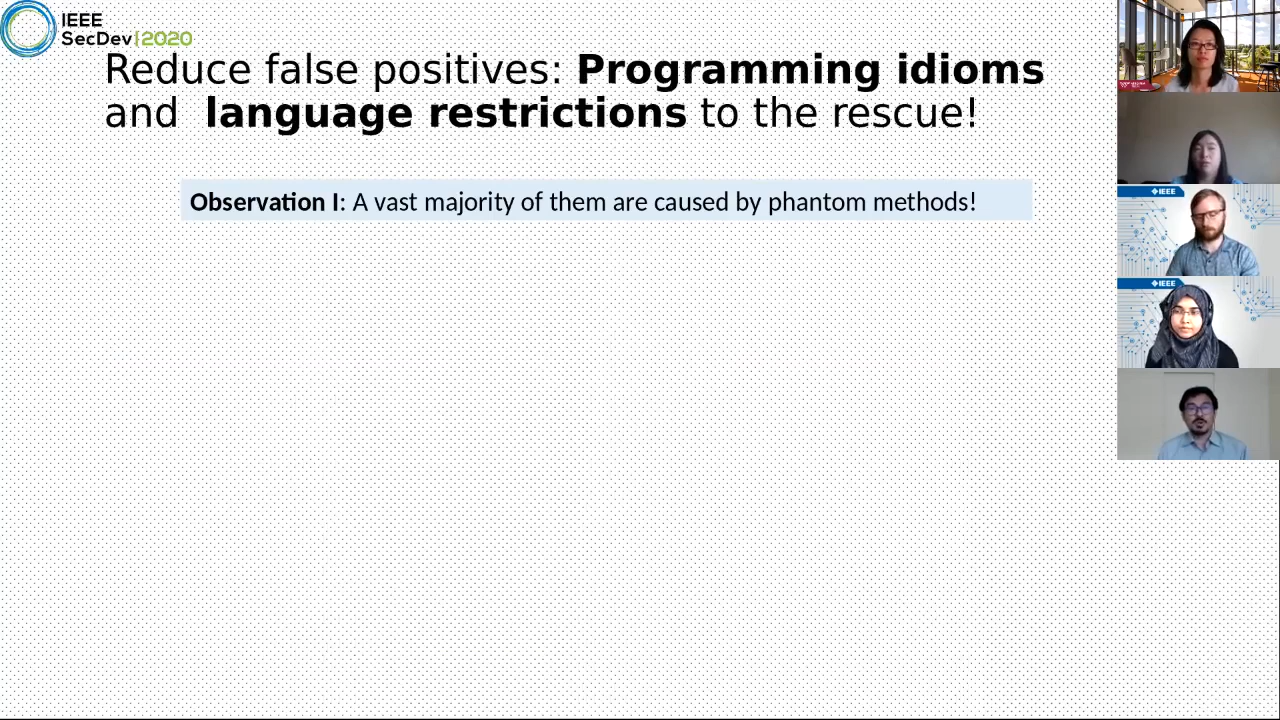 IEEE
SecDev|2020
Reduce false positives: Programming idioms
and language restrictions to the rescue!
Observation I: A vast majority of them are caused by phantom methods!
IEEE
IEEE